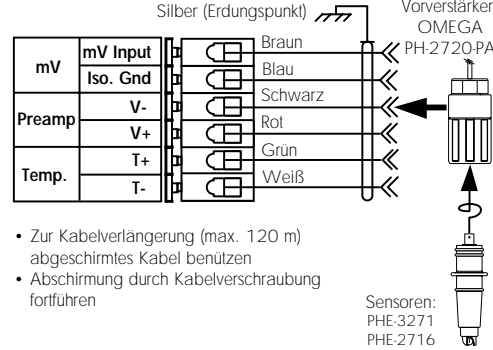 Silber (Erdungspunkt)
Vorverstärker
OMEGA
PH-2720-PA
mV
mV Input
Braun
Iso. Gnd
Blau
Preamp
V-
Schwarz
V+
Rot
Temp.
T+
Grün
T-
Weiß
• Zur Kabelverlängerung (max. 120 m)
abgeschirmtes Kabel benützen
• Abschirmung durch Kabelverschraubung
fortführen
Sensoren:
PHE-3271
PHE-2716